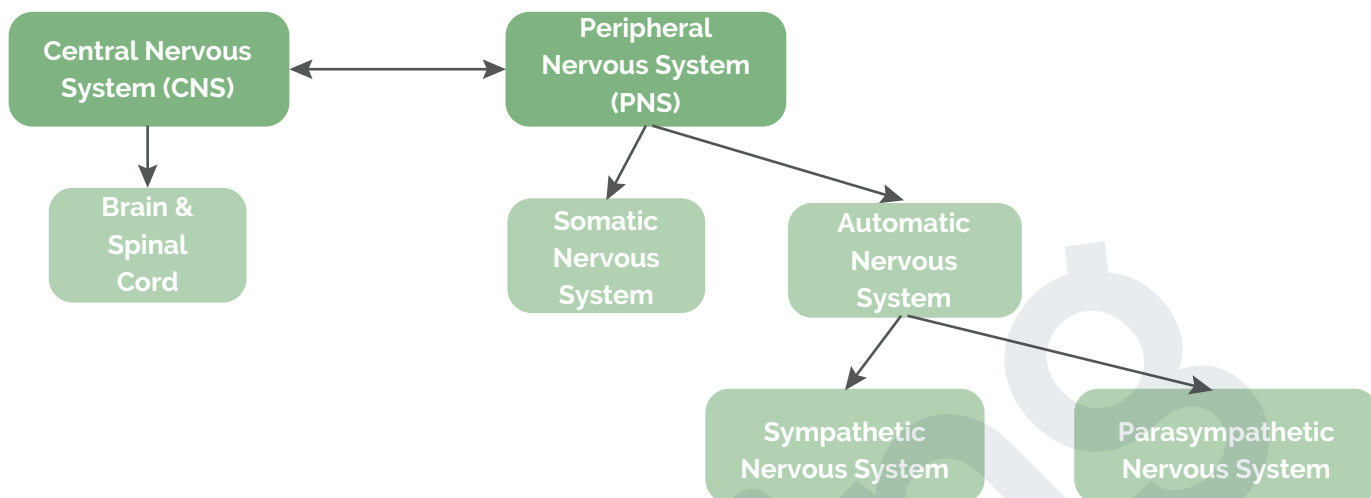 Central Nervous
System (CNS)
Peripheral
Nervous System
(PNS)
Brain &
Spinal
Cord
Somatic
Nervous
System
Automatic
Nervous
System
Sympathetic
Nervous System
Parasympathetic
Nervous System